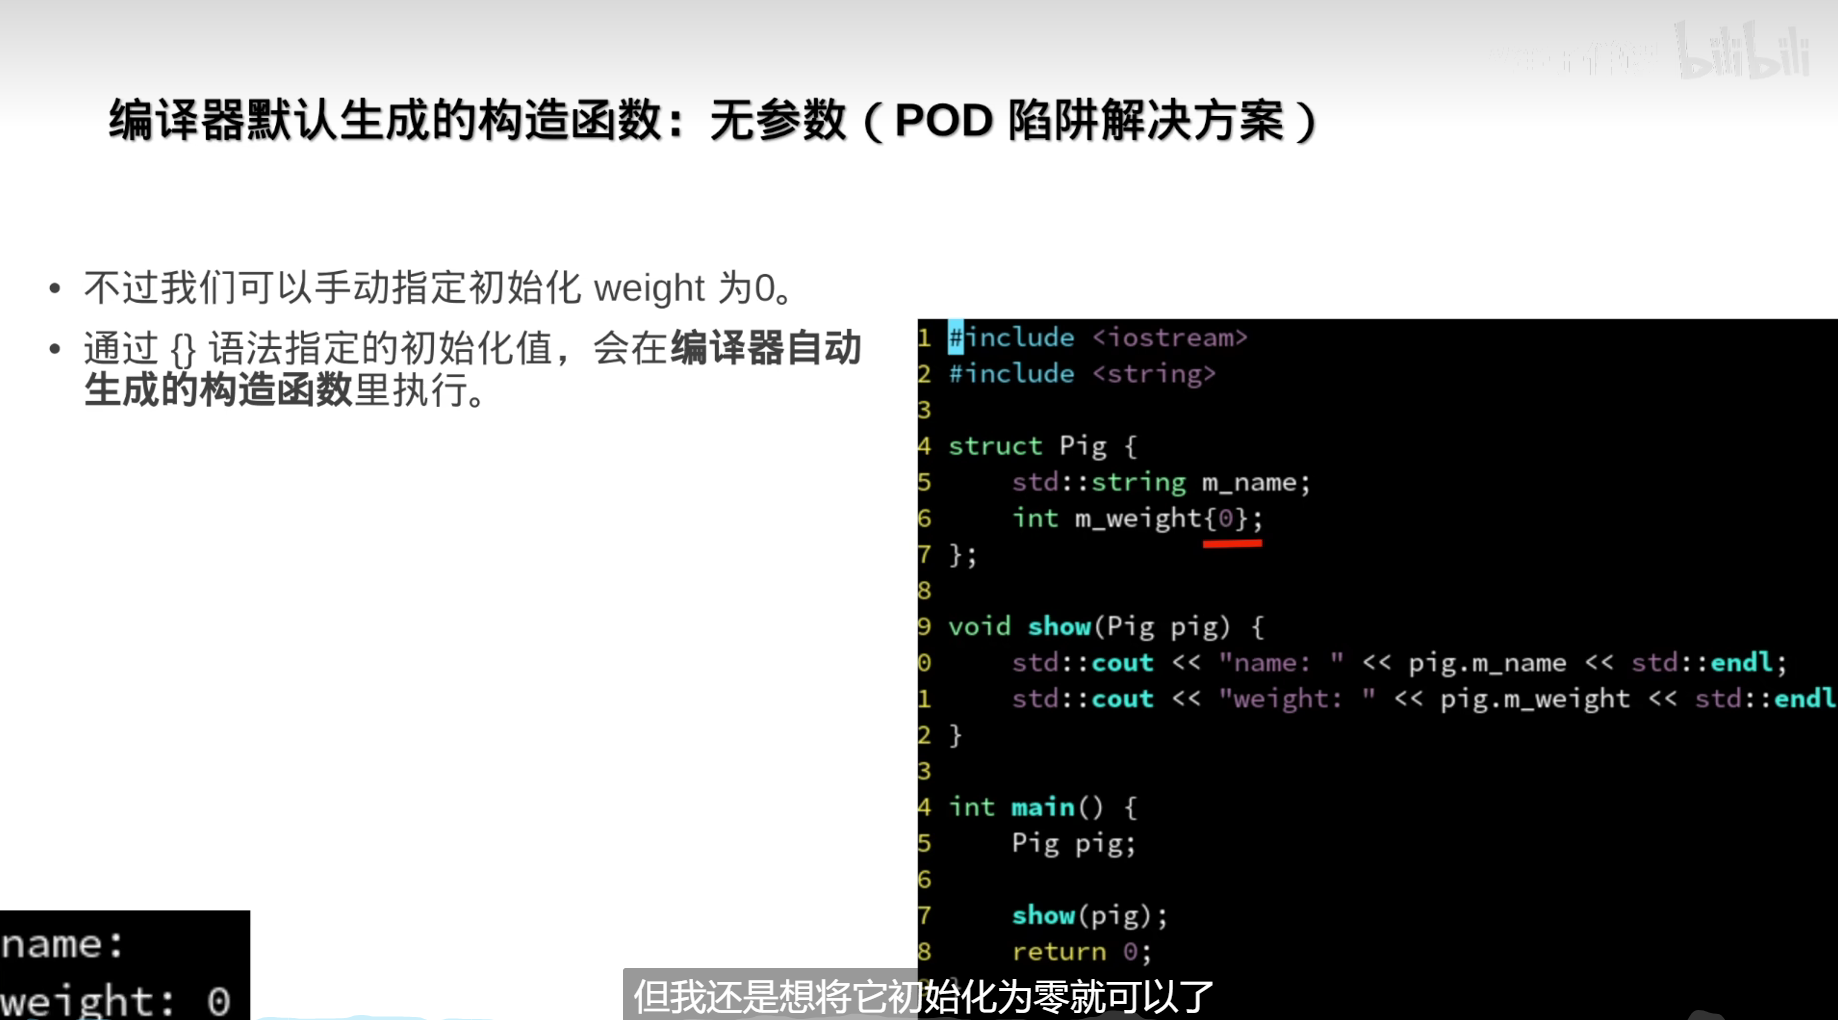 bilibili
编译器默认生成的构造函数：无参数（POD 陷阱解决方案）
• 不过我们可以手动指定初始化 weight 为0。
• 通过 {} 语法指定的初始化值，会在编译器自动
生成的构造函数里执行。
1 #include <iostream>
2 #include <string>
3
4 struct Pig {
5     std::string m_name;
6     int m_weight{0};
7 };
8
9 void show(Pig pig) {
0     std::cout << "name: " << pig.m_name << std::endl;
1     std::cout << "weight: " << pig.m_weight << std::endl
2 }
3
4 int main() {
5     Pig pig;
6
7     show(pig);
8     return 0;
name:
weight: 0
但我还是想将它初始化为零就可以了